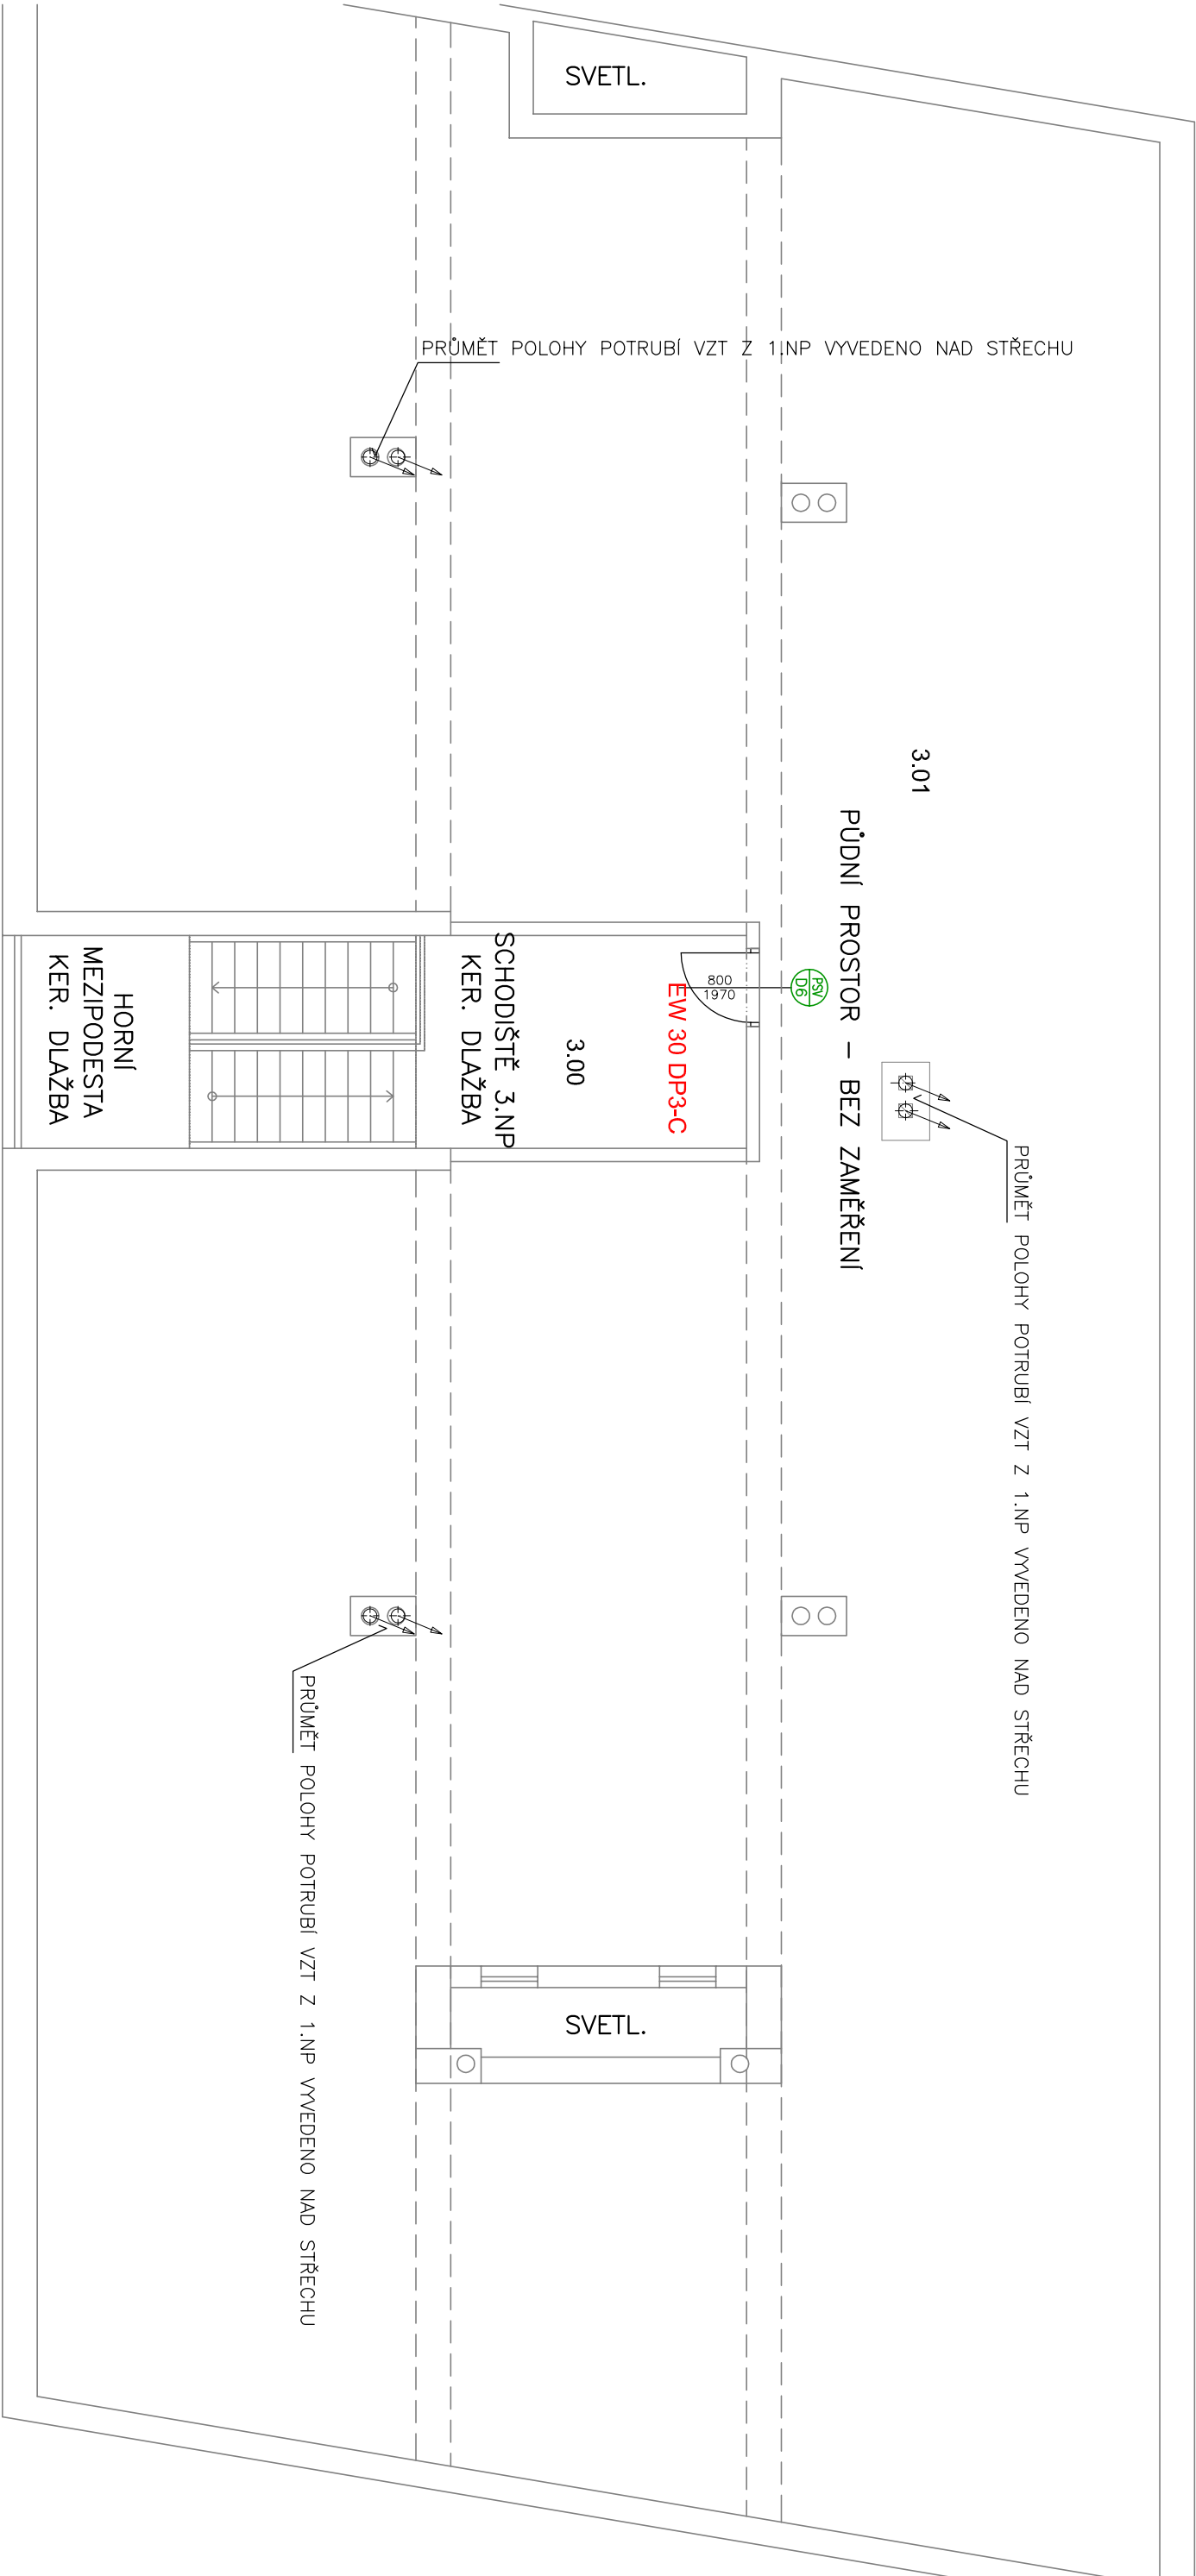 SVETL.
PRŮMĚT POLOHY POTRUBÍ VZT Z 1.NP VYVEDENO NAD STŘECHU
3.01
PŮDNÍ PROSTOR – BEZ ZAMĚŘENÍ
PSV
D6
800
1970
EW 30 DP3-C
3.00
SCHODIŠTĚ 3.NP
KER. DLAŽBA
HORNÍ
MEZIPODESTA
KER. DLAŽBA
PRŮMĚT POLOHY POTRUBÍ VZT Z 1.NP VYVEDENO NAD STŘECHU
PRŮMĚT POLOHY POTRUBÍ VZT Z 1.NP VYVEDENO NAD STŘECHU
SVETL.